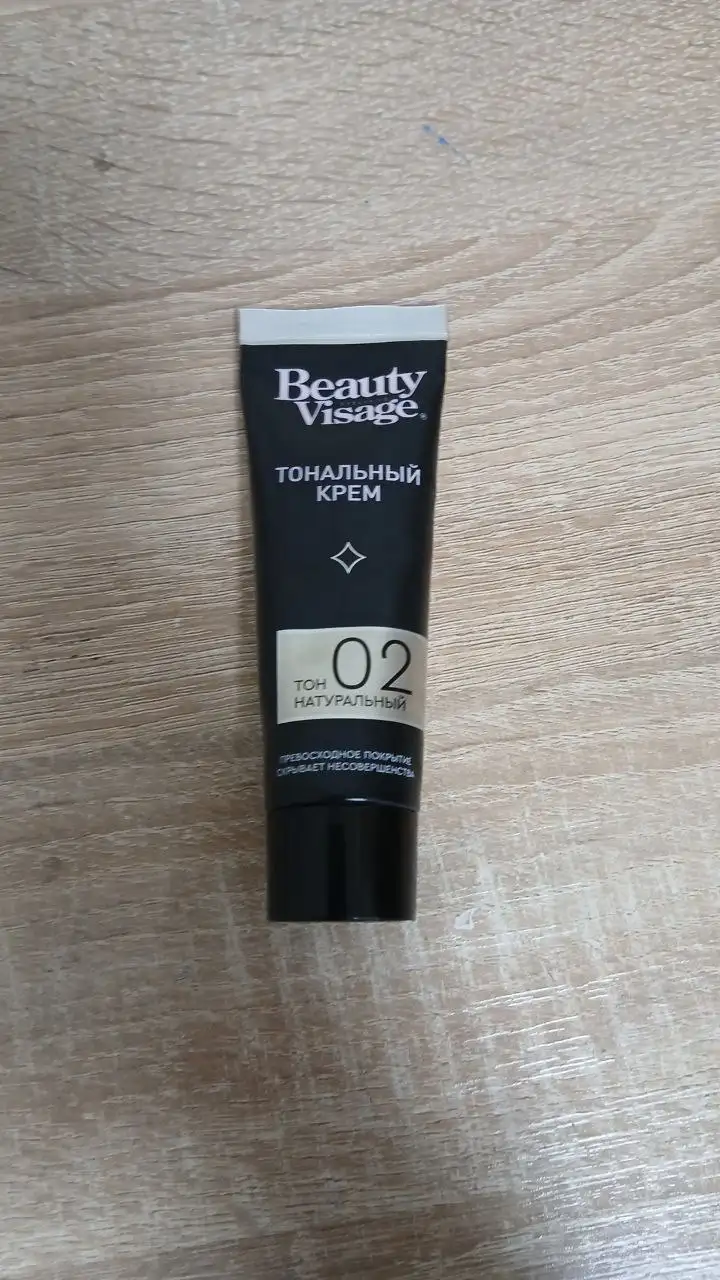 Beauty
Visage®
ТОНАЛЬНЫЙ
КРЕМ
ТОН 02
НАТУРАЛЬНЫЙ
ПРЕВОСХОДНОЕ ПОКРЫТИЕ
СКРЫВАЕТ НЕСОВЕРШЕНСТВА